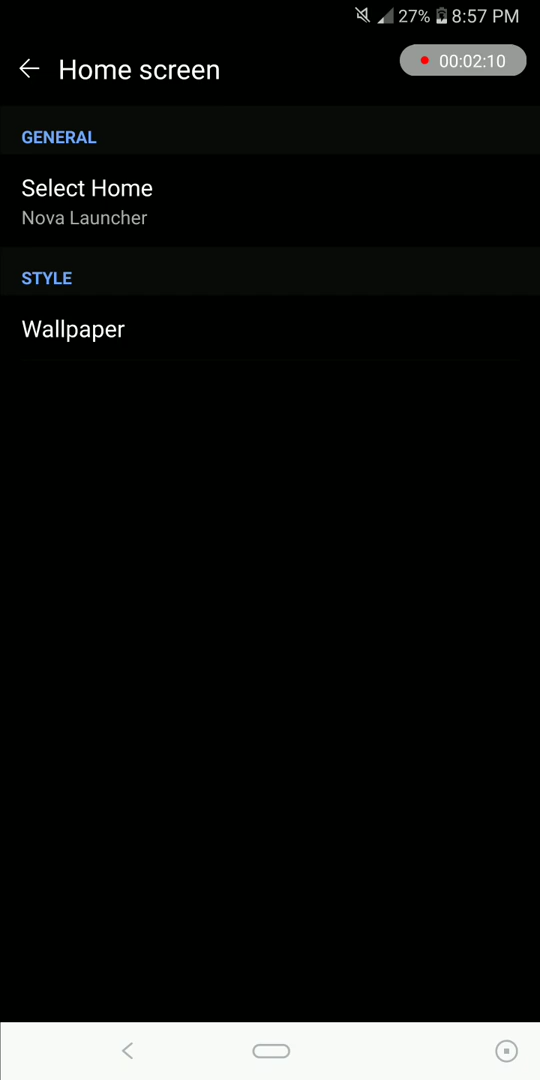 27% 8:57 PM
Home screen
00:02:10
GENERAL
Select Home
Nova Launcher
STYLE
Wallpaper